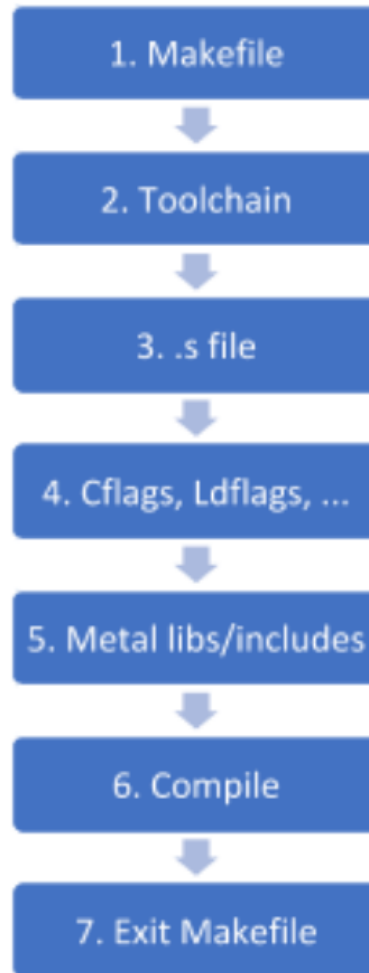 1. Makefile
2. Toolchain
3. .s file
4. Cflags, Ldflags, ...
5. Metal libs/includes
6. Compile
7. Exit Makefile